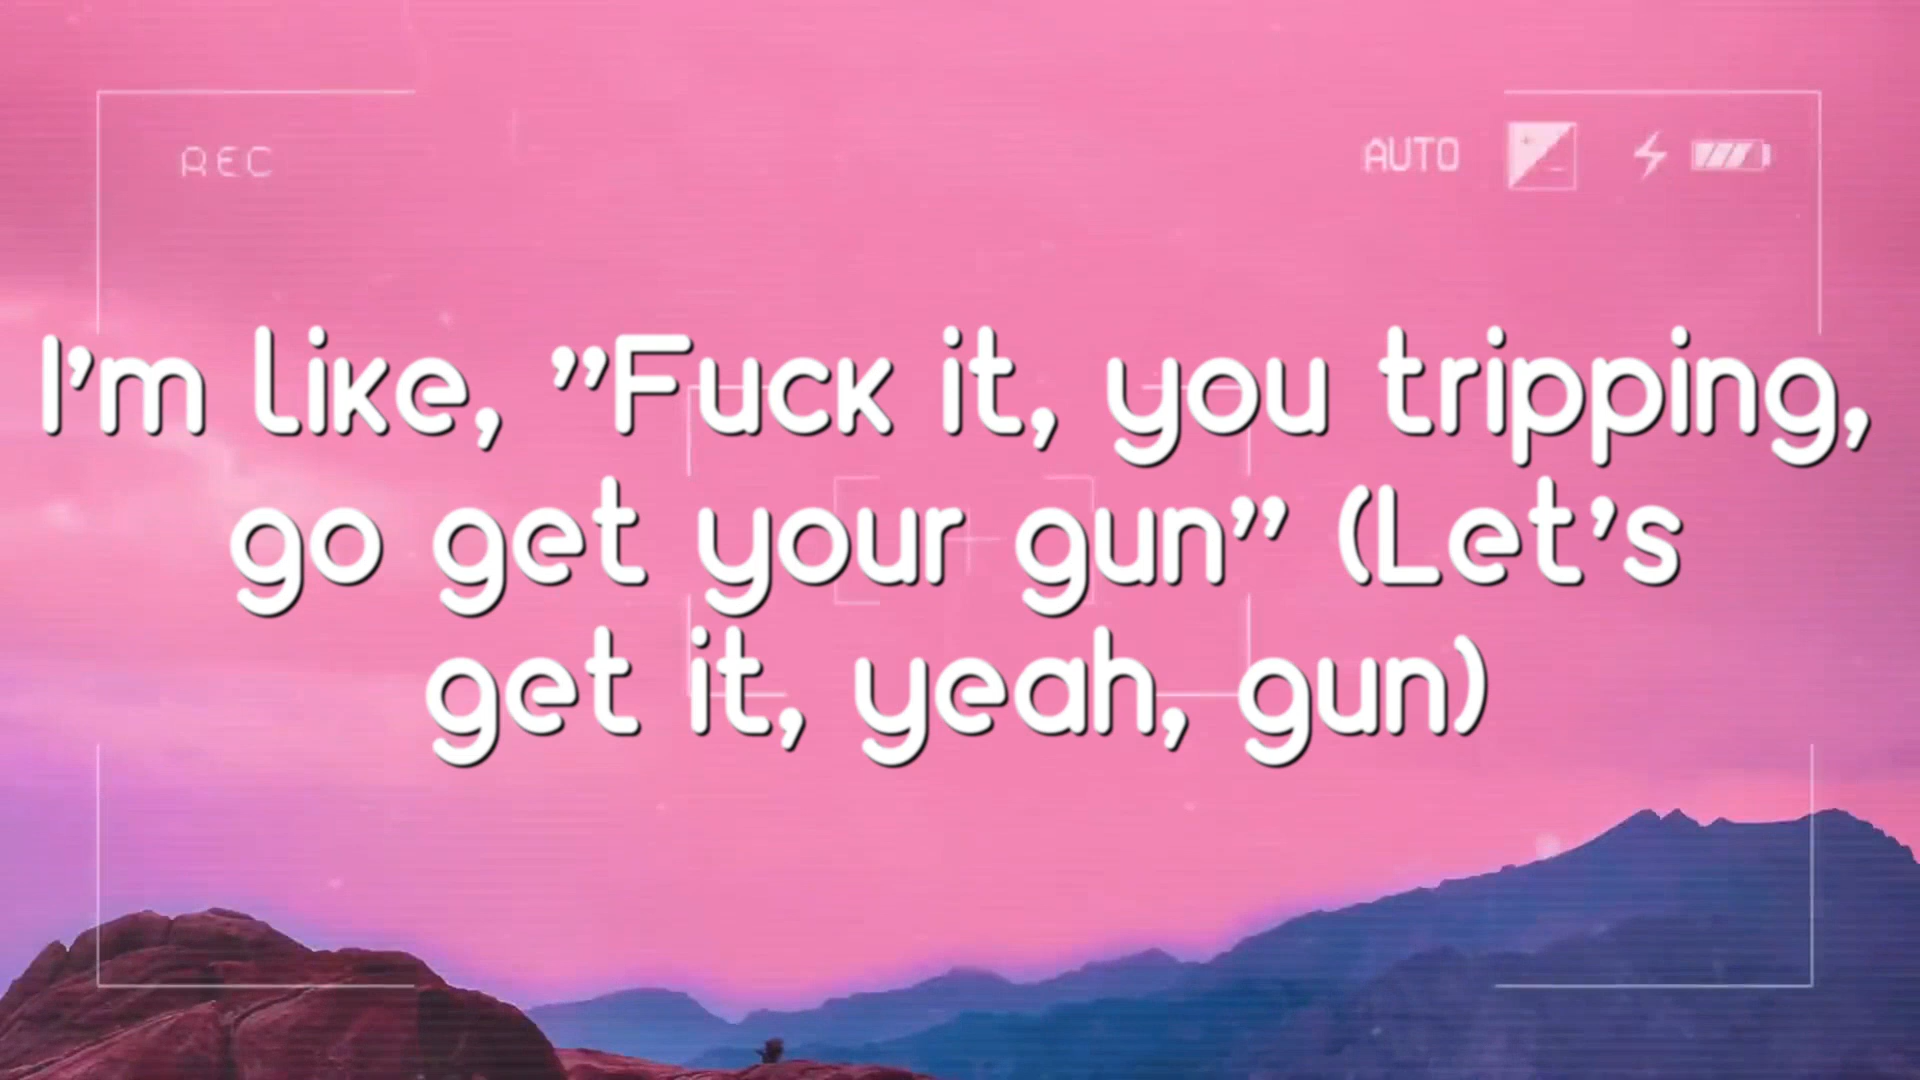 REC
AUTO
I'm like, "Fuck it, you tripping,
go get your gun" (Let's
get it, yeah, gun)